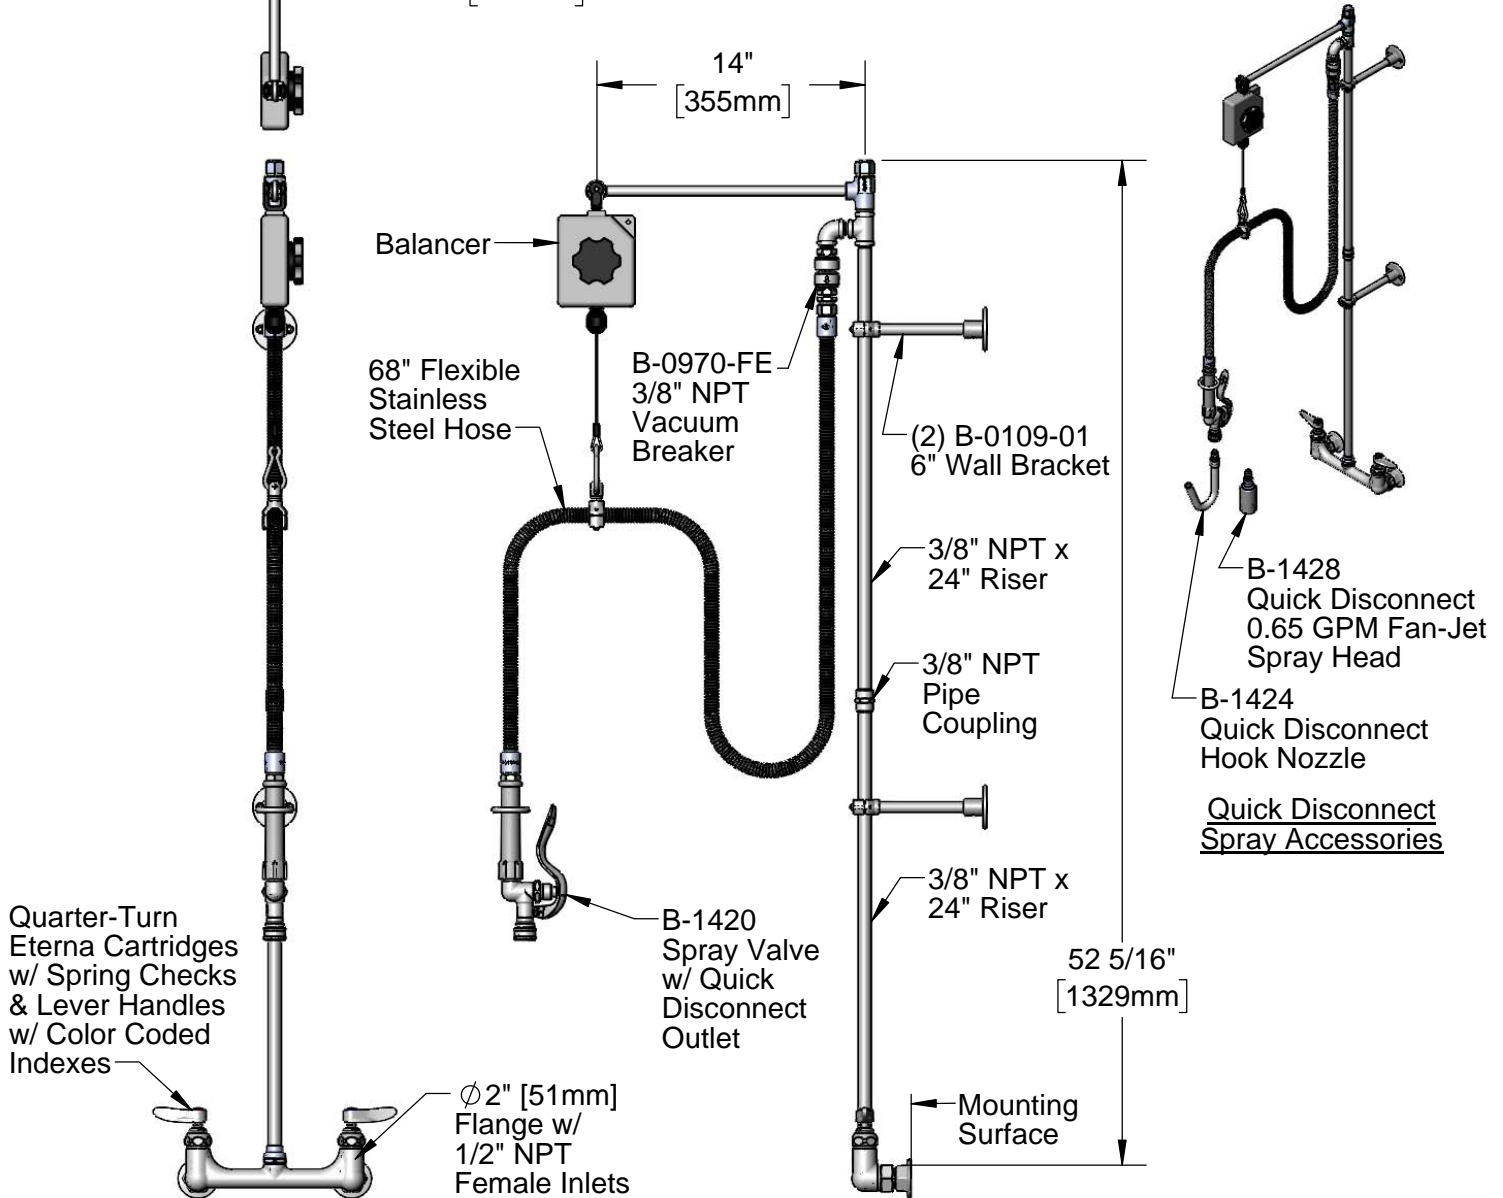 14"
[355mm]
Balancer
68" Flexible
Stainless
Steel Hose
B-0970-FE
3/8" NPT
Vacuum
Breaker
(2) B-0109-01
6" Wall Bracket
3/8" NPT x
24" Riser
3/8" NPT
Pipe
Coupling
3/8" NPT x
24" Riser
B-1428
Quick Disconnect
0.65 GPM Fan-Jet
Spray Head
B-1424
Quick Disconnect
Hook Nozzle
Quick Disconnect
Spray Accessories
Quarter-Turn
Eterna Cartridges
w/ Spring Checks
& Lever Handles
w/ Color Coded
Indexes
B-1420
Spray Valve
w/ Quick
Disconnect
Outlet
52 5/16"
[1329mm]
∅2" [51mm]
Flange w/
1/2" NPT
Female Inlets
Mounting
Surface